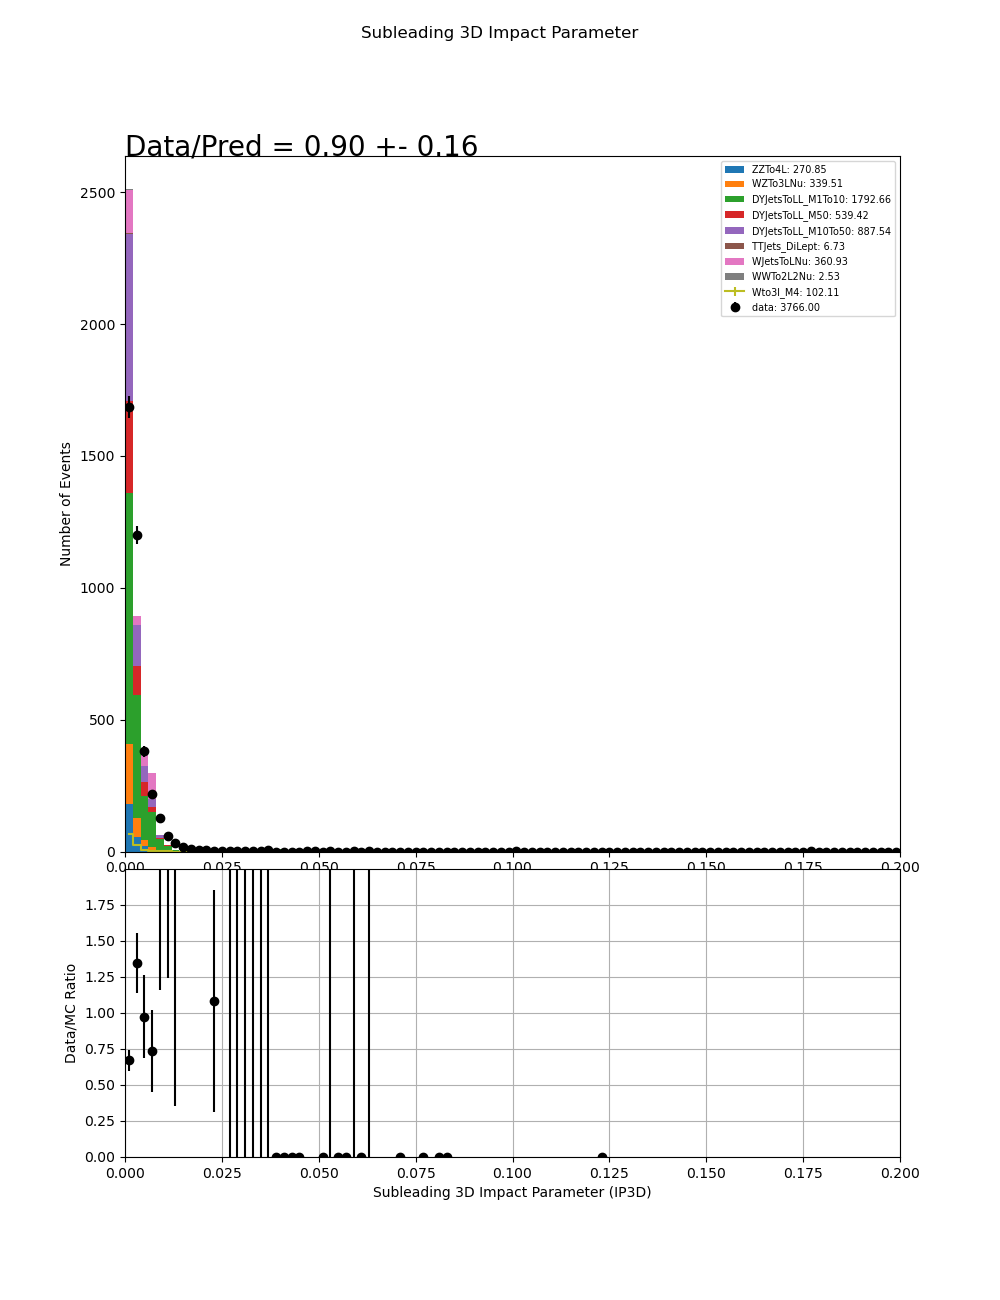 Subleading 3D Impact Parameter
Data/Pred = 0.90 +- 0.16
ZZTo4L: 270.85
WZTo3LNu: 339.51
DYJetsToLL_M1To10: 1792.66
DYJetsToLL_M50: 539.42
DYJetsToLL_M10To50: 887.54
TTJets_DiLept: 6.73
WJetsToLNu: 360.93
WWTo2L2Nu: 2.53
Wto3l_M4: 102.11
data: 3766.00
2500
2000
1500
1000
500
0
Number of Events
0.000 0.025 0.050 0.075 0.100 0.125 0.150 0.175 0.200
1.75
1.50
1.25
1.00
0.75
0.50
0.25
0.00
Data/MC Ratio
0.000 0.025 0.050 0.075 0.100 0.125 0.150 0.175 0.200
Subleading 3D Impact Parameter (IP3D)